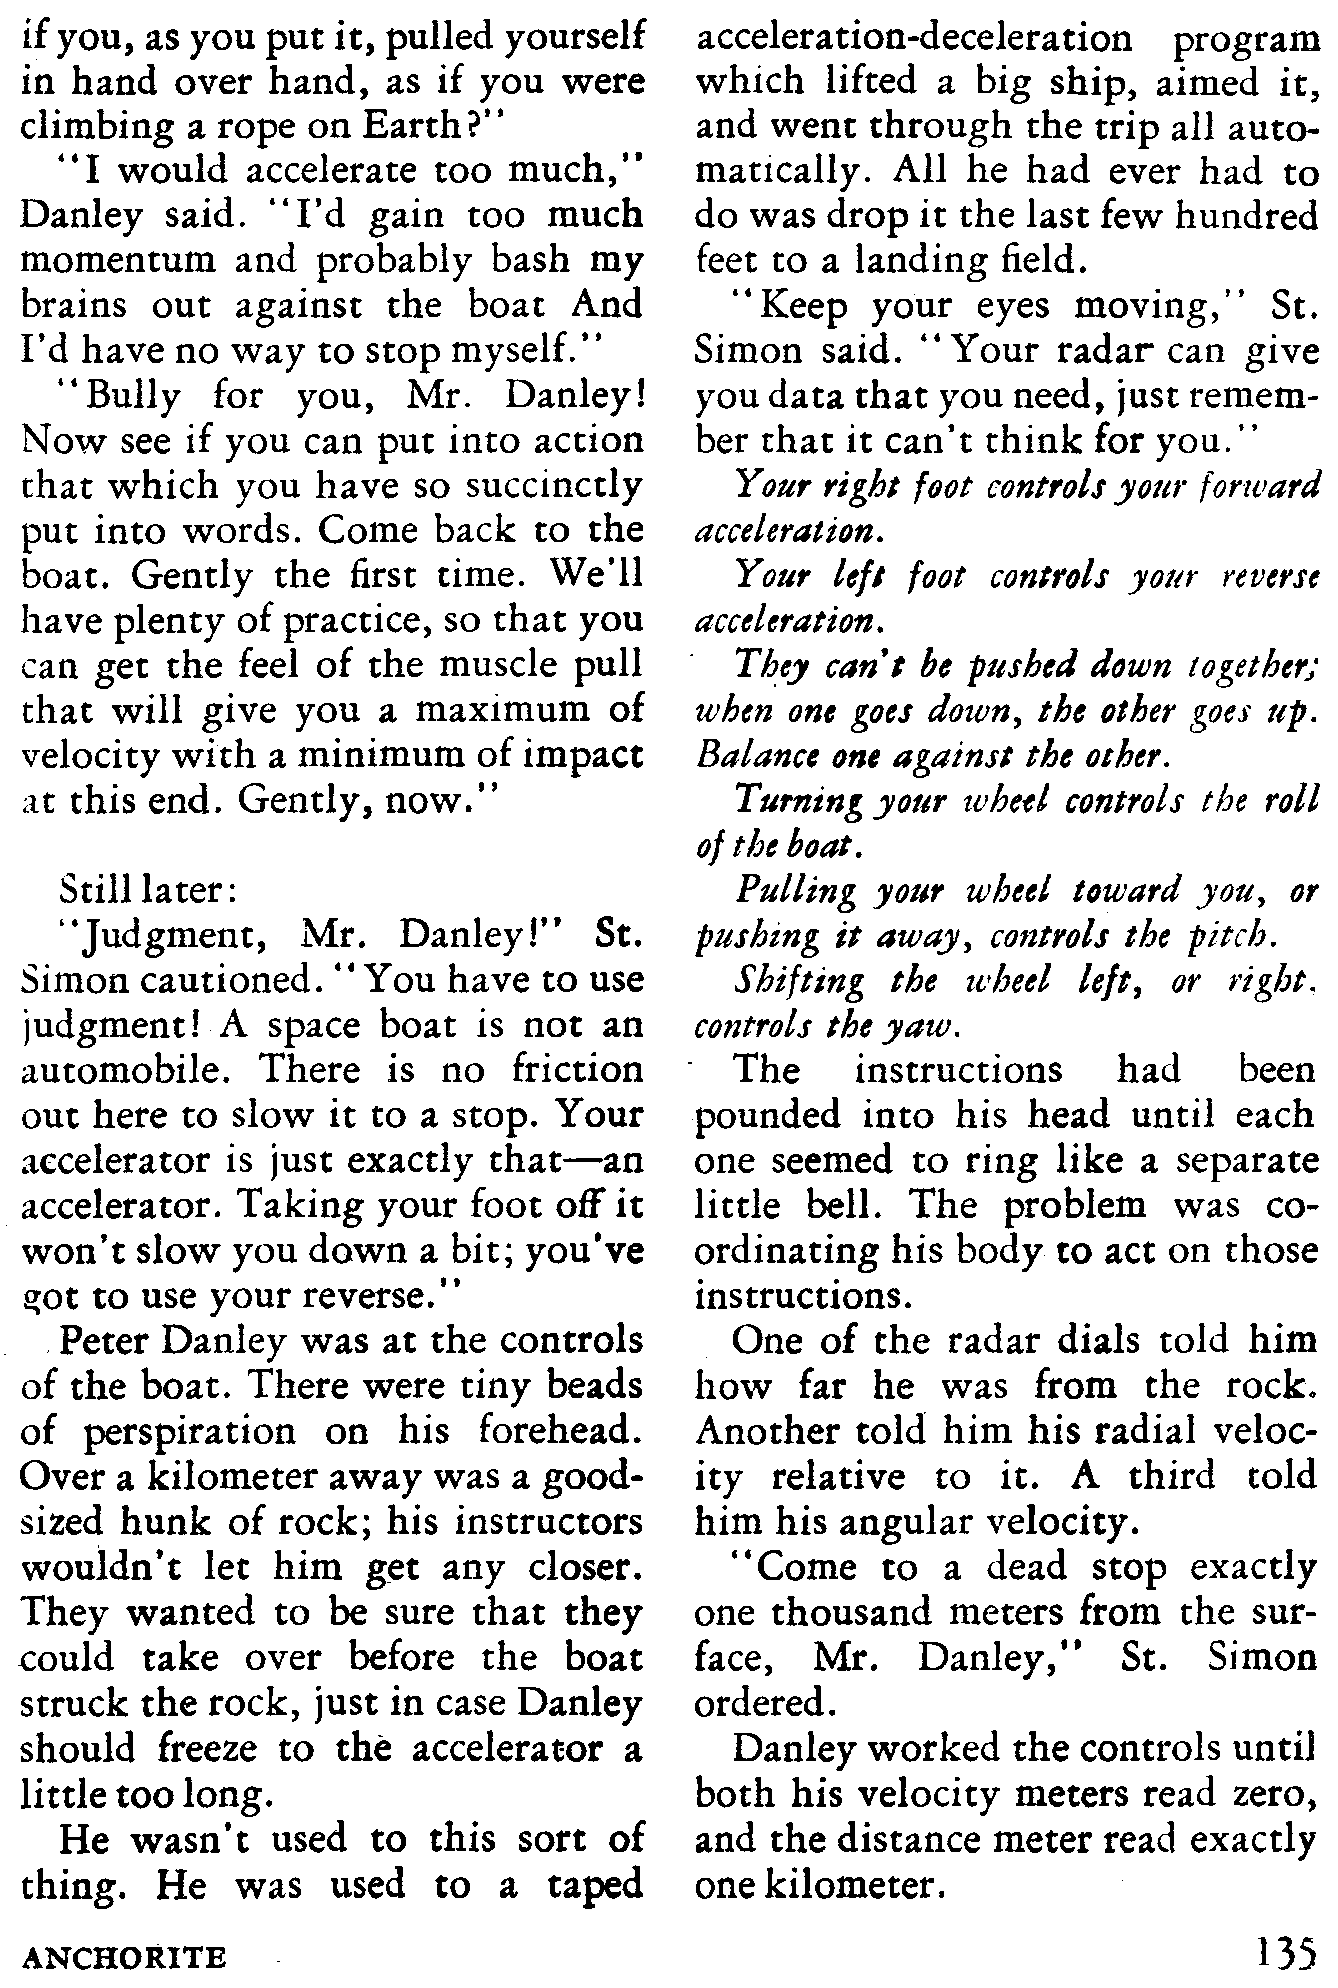 if you, as you put it, pulled yourself
in hand over hand, as if you were
climbing a rope on Earth?"
"I would accelerate too much,"
Danley said. "I'd gain too much
momentum and probably bash my
brains out against the boat And
I'd have no way to stop myself."
"Bully for you, Mr. Danley!
Now see if you can put into action
that which you have so succinctly
put into words. Come back to the
boat. Gently the first time. We'll
have plenty of practice, so that you
can get the feel of the muscle pull
that will give you a maximum of
velocity with a minimum of impact
at this end. Gently, now."
Still later:
"Judgment, Mr. Danley!" St.
Simon cautioned. "You have to use
judgment! A space boat is not an
automobile. There is no friction
out here to slow it to a stop. Your
accelerator is just exactly that—an
accelerator. Taking your foot off it
won't slow you down a bit; you've
got to use your reverse."
Peter Danley was at the controls
of the boat. There were tiny beads
of perspiration on his forehead.
Over a kilometer away was a good-
sized hunk of rock; his instructors
wouldn't let him get any closer.
They wanted to be sure that they
could take over before the boat
struck the rock, just in case Danley
should freeze to the accelerator a
little too long.
He wasn't used to this sort of
thing. He was used to a taped
acceleration-deceleration program
which lifted a big ship, aimed it,
and went through the trip all auto-
matically. All he had ever had to
do was drop it the last few hundred
feet to a landing field.
"Keep your eyes moving," St.
Simon said. "Your radar can give
you data that you need, just remem-
ber that it can't think for you."
Your right foot controls your forward
acceleration.
Your left foot controls your reverse
acceleration.
They can't be pushed down together;
when one goes down, the other goes up.
Balance one against the other.
Turning your wheel controls the roll
of the boat.
Pulling your wheel toward you, or
pushing it away, controls the pitch.
Shifting the wheel left, or right,
controls the yaw.
The instructions had been
pounded into his head until each
one seemed to ring like a separate
little bell. The problem was co-
ordinating his body to act on those
instructions.
One of the radar dials told him
how far he was from the rock.
Another told him his radial veloc-
ity relative to it. A third told
him his angular velocity.
"Come to a dead stop exactly
one thousand meters from the sur-
face, Mr. Danley," St. Simon
ordered.
Danley worked the controls until
both his velocity meters read zero,
and the distance meter read exactly
one kilometer.
ANCHORITE
135